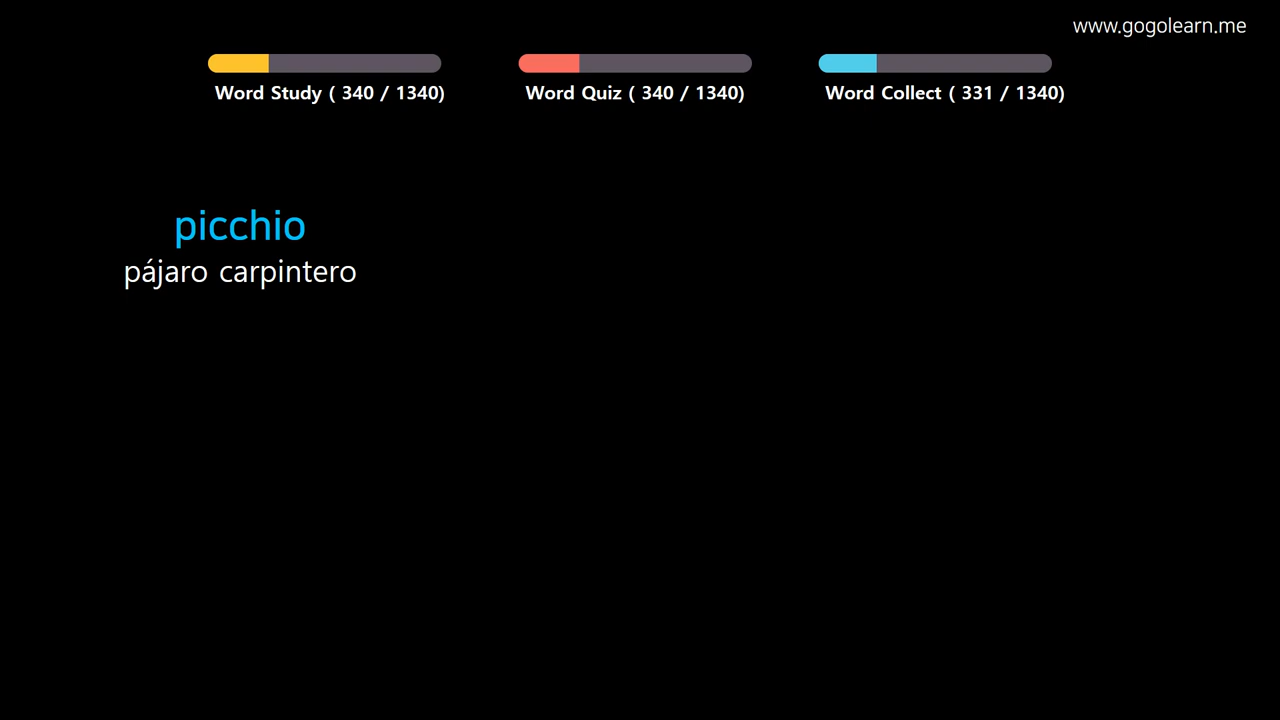 www.gogolearn.me
Word Study ( 340 / 1340)
Word Quiz ( 340 / 1340)
Word Collect ( 331 / 1340)
picchio
pájaro carpintero